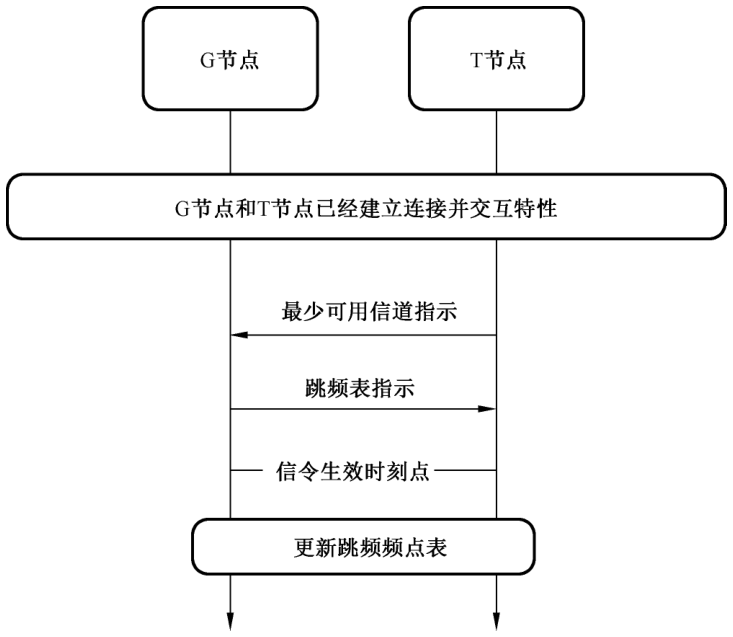 G节点
T节点
G节点和T节点已经建立连接并交互特性
最少可用信道指示
跳频表指示
信令生效时刻点
更新跳频频点表